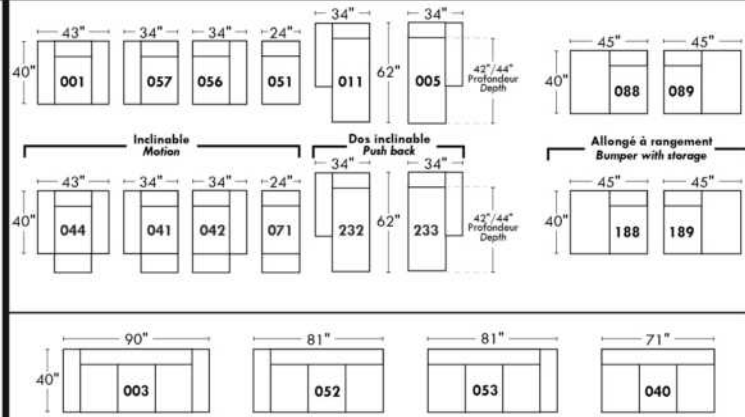 43" 34" 34" 24" 34" 34" 45" 45"
40" 001 057 056 051 011 62" 005 42"/44" Profondeur Depth 40" 088 089
Inclinable Dos inclinable Allongé à rangement
Motion Push back Bumper with storage
43" 34" 34" 24" 34" 34" 45" 45"
40" 044 041 042 071 232 62" 233 42"/44" Profondeur Depth 40" 188 189
90" 81" 81" 71"
40" 003 052 053 040